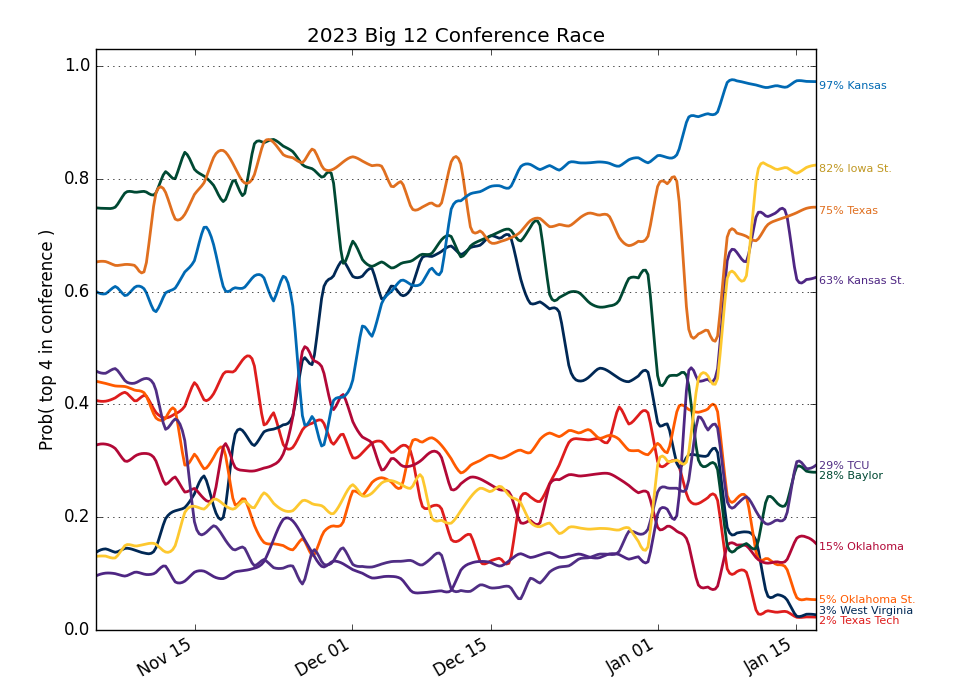 2023 Big 12 Conference Race
Prob( top 4 in conference )
1.0
0.8
0.6
0.4
0.2
0.0
Nov 15
Dec 01
Dec 15
Jan 01
Jan 15
97% Kansas
82% Iowa St.
75% Texas
63% Kansas St.
29% TCU
28% Baylor
15% Oklahoma
5% Oklahoma St.
3% West Virginia
2% Texas Tech